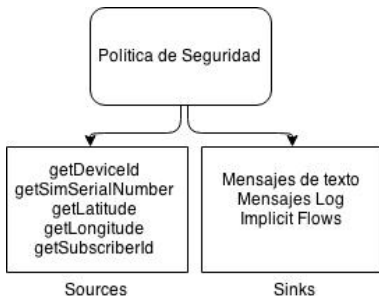 Politica de Seguridad
getDeviceId
getSimSerialNumber
getLatitude
getLongitude
getSubscriberId
Mensajes de texto
Mensajes Log
Implicit Flows
Sources
Sinks